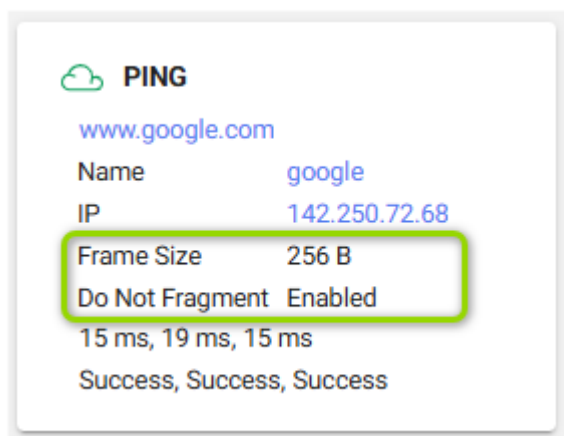 PING
www.google.com
Name google
IP 142.250.72.68
Frame Size 256 B
Do Not Fragment Enabled
15 ms, 19 ms, 15 ms
Success, Success, Success